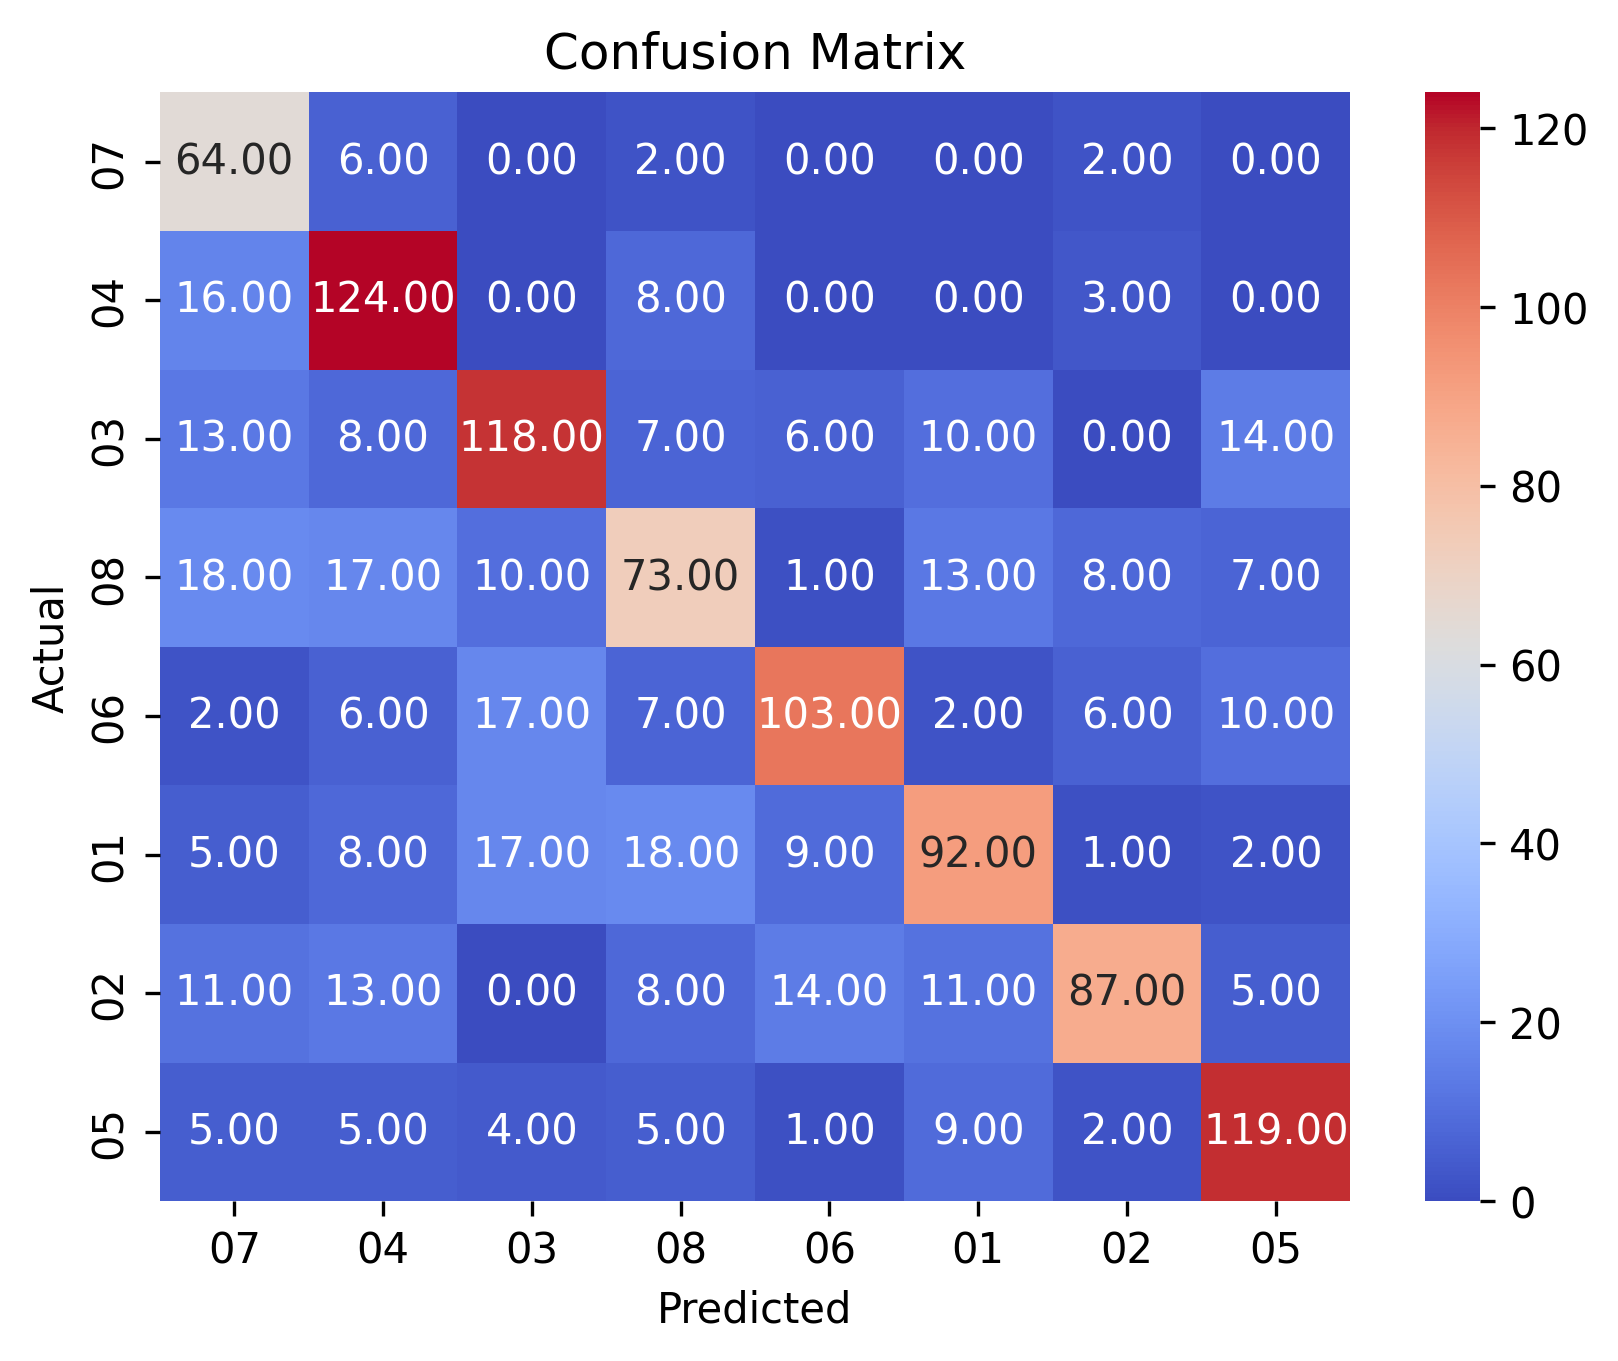 Confusion Matrix
07 64.00 6.00 0.00 2.00 0.00 0.00 2.00 0.00
04 16.00 124.00 0.00 8.00 0.00 0.00 3.00 0.00
03 13.00 8.00 118.00 7.00 6.00 10.00 0.00 14.00
08 18.00 17.00 10.00 73.00 1.00 13.00 8.00 7.00
06 2.00 6.00 17.00 7.00 103.00 2.00 6.00 10.00
01 5.00 8.00 17.00 18.00 9.00 92.00 1.00 2.00
02 11.00 13.00 0.00 8.00 14.00 11.00 87.00 5.00
05 5.00 5.00 4.00 5.00 1.00 9.00 2.00 119.00
07 04 03 08 06 01 02 05
Predicted
Actual
120
100
80
60
40
20
0